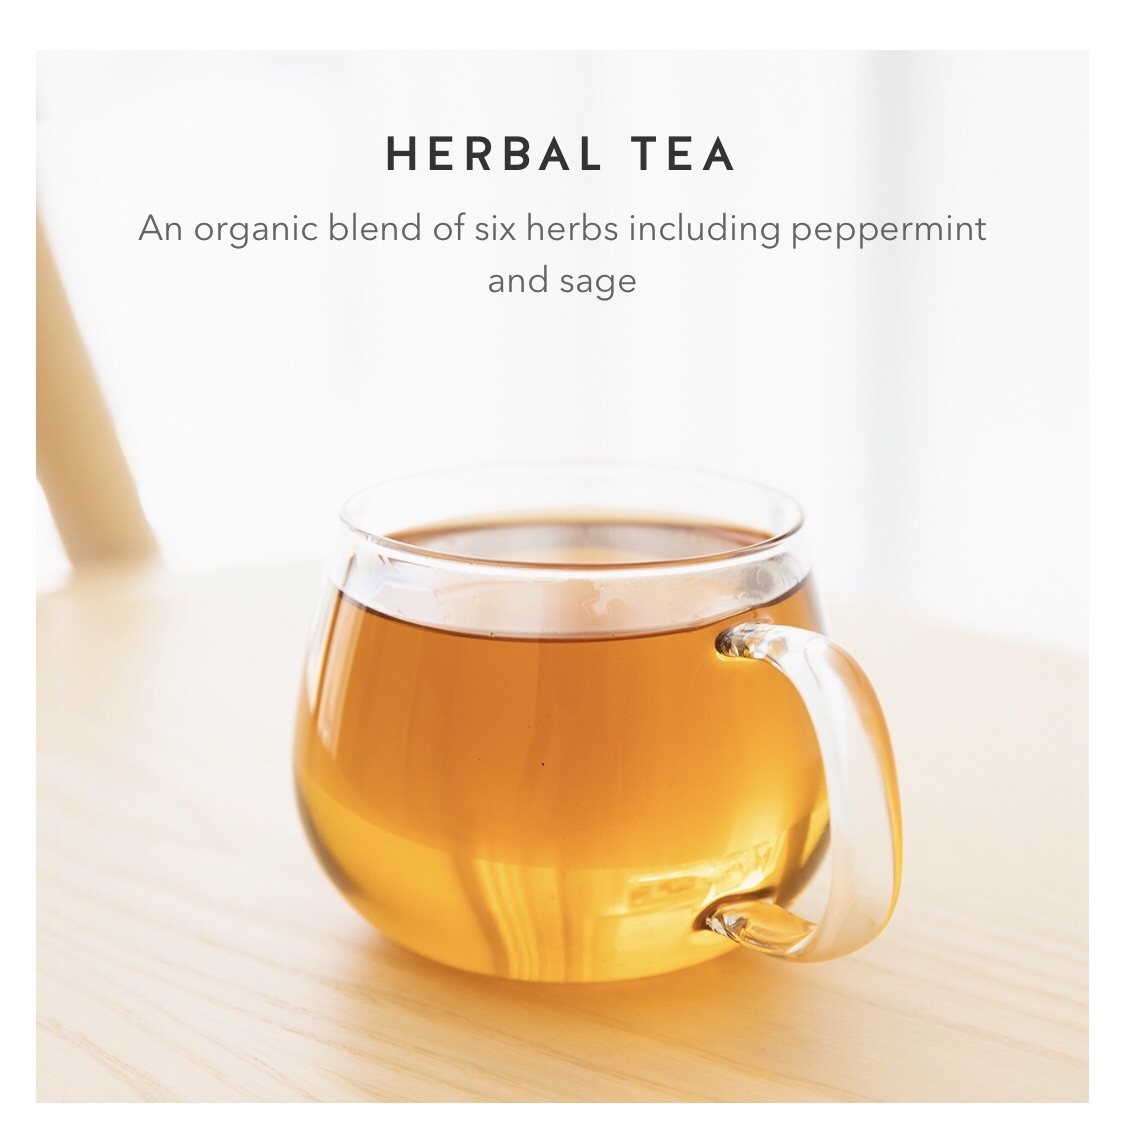 HERBAL TEA
An organic blend of six herbs including peppermint
and sage